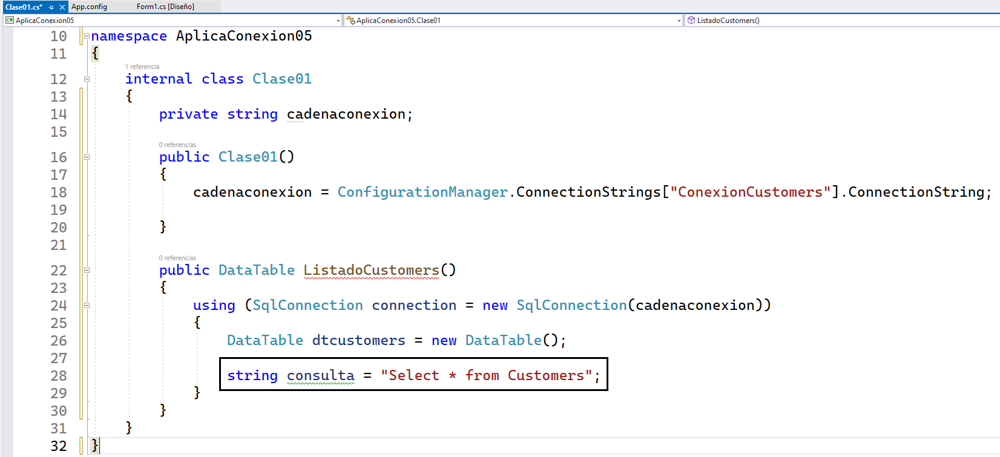 Clase01.cs* App.config Form1.cs [Diseño]
C# AplicaConexion05 AplicaConexion05.Clase01 ListadoCustomers()
10 namespace AplicaConexion05
11 {
1 referencia
12 internal class Clase01
13 {
14 private string cadenaconexion;
15
0 referencias
16 public Clase01()
17 {
18 cadenaconexion = ConfigurationManager.ConnectionStrings["ConexionCustomers"].ConnectionString;
19
20 }
21
0 referencias
22 public DataTable ListadoCustomers()
23 {
24 using (SqlConnection connection = new SqlConnection(cadenaconexion))
25 {
26 DataTable dtcustomers = new DataTable();
27
28 string consulta = "Select * from Customers";
29 }
30 }
31 }
32 }